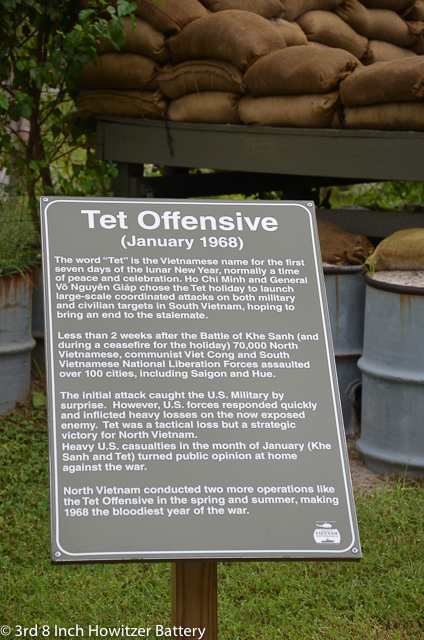 Tet Offensive
(January 1968)
The word "Tet" is the Vietnamese name for the first
seven days of the lunar New Year, normally a time
of peace and celebration. Ho Chi Minh and General
Võ Nguyên Giáp chose the Tet holiday to launch
large-scale coordinated attacks on both military
and civilian targets in South Vietnam, hoping to
bring an end to the stalemate.
Less than 2 weeks after the Battle of Khe Sanh (and
during a ceasefire for the holiday) 70,000 North
Vietnamese, communist Viet Cong and South
Vietnamese National Liberation Forces assaulted
over 100 cities, including Saigon and Hue.
The initial attack caught the U.S. Military by
surprise. However, U.S. forces responded quickly
and inflicted heavy losses on the now exposed
enemy. Tet was a tactical loss but a strategic
victory for North Vietnam.
Heavy U.S. casualties in the month of January (Khe
Sanh and Tet) turned public opinion at home
against the war.
North Vietnam conducted two more operations like
the Tet Offensive in the spring and summer, making
1968 the bloodiest year of the war.
VIETNAM
© 3rd 8 Inch Howitzer Battery